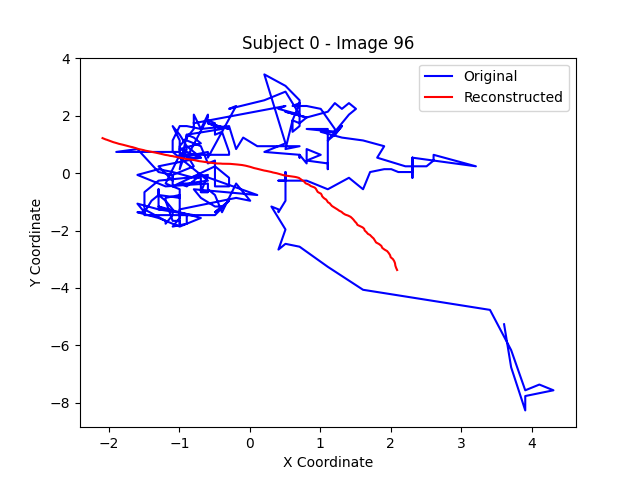 Subject 0 - Image 96
Original
Reconstructed
Y Coordinate
4
2
0
−2
−4
−6
−8
−2
−1
0
1
2
3
4
X Coordinate